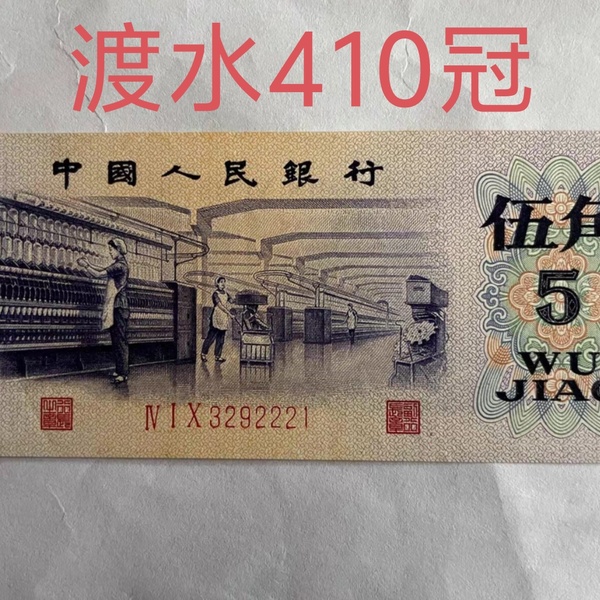 渡水410冠
中國人民銀行
伍角
5
WU
JIAO
Ⅳ Ⅰ Ⅹ 3292221